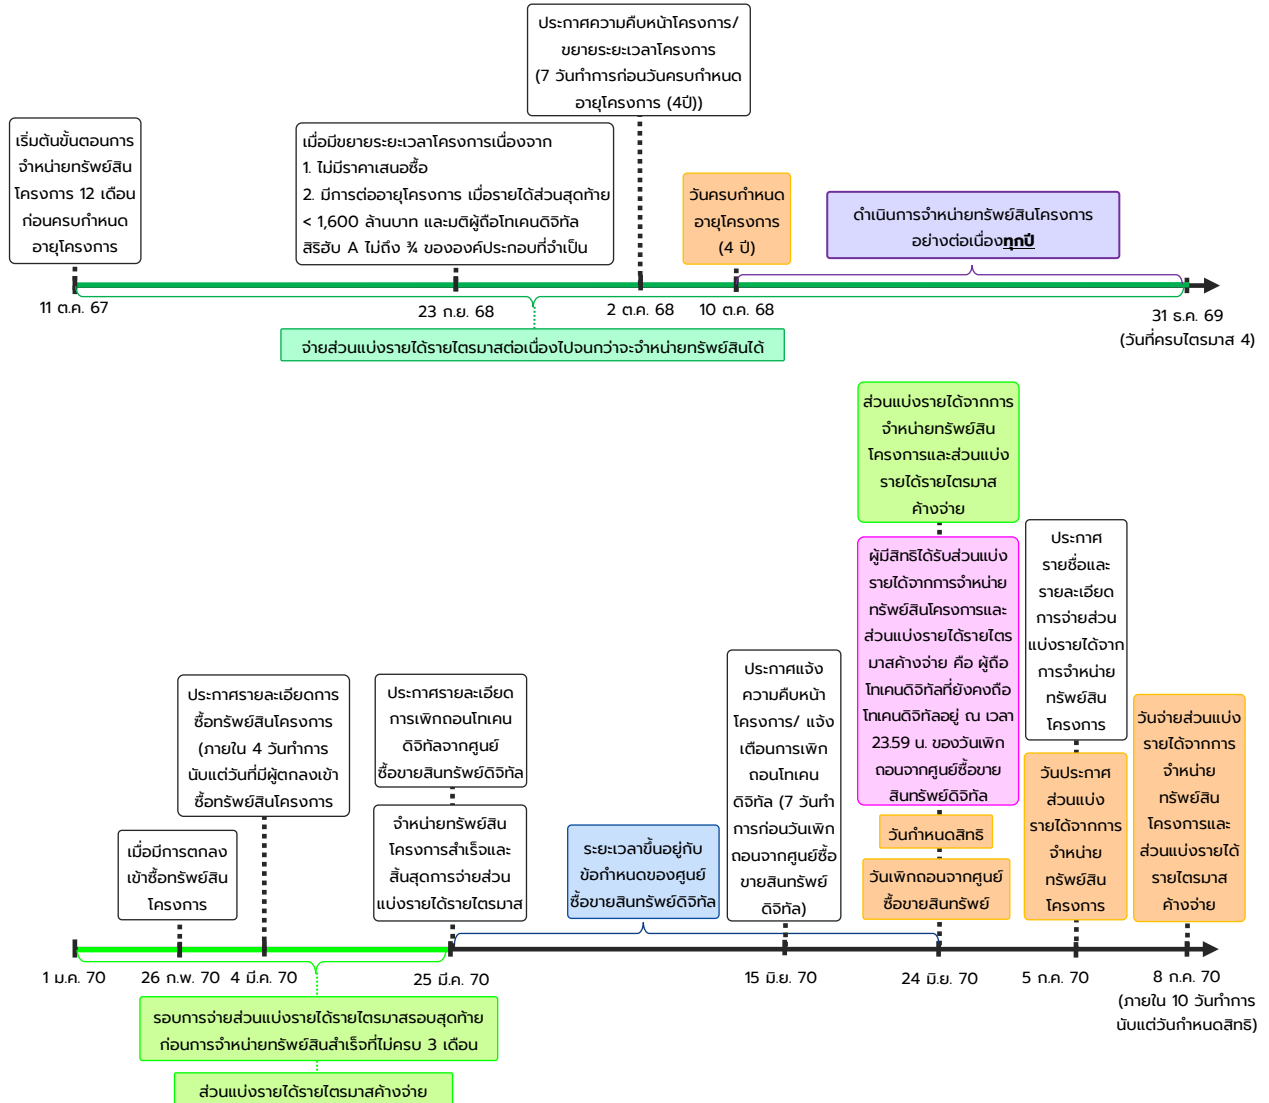 ประกาศความคืบหน้าโครงการ/
ขยายระยะเวลาโครงการ
(7 วันทำการก่อนวันครบกำหนด
อายุโครงการ (4ปี))
เริ่มต้นขั้นตอนการ
จำหน่ายทรัพย์สิน
โครงการ 12 เดือน
ก่อนครบกำหนด
อายุโครงการ
เมื่อมีขยายระยะเวลาโครงการเนื่องจาก
1. ไม่มีราคาเสนอซื้อ
2. มีการต่ออายุโครงการ เมื่อรายได้ส่วนสุดท้าย
< 1,600 ล้านบาท และมติผู้ถือโทเคนดิจิทัล
สิริฮับ A ไม่ถึง ¾ ขององค์ประกอบที่จำเป็น
วันครบกำหนด
อายุโครงการ
(4 ปี)
ดำเนินการจำหน่ายทรัพย์สินโครงการ
อย่างต่อเนื่องทุกปี
11 ต.ค. 67
23 ก.ย. 68
2 ต.ค. 68
10 ต.ค. 68
31 ธ.ค. 69
(วันที่ครบไตรมาส 4)
จ่ายส่วนแบ่งรายได้รายไตรมาสต่อเนื่องไปจนกว่าจะจำหน่ายทรัพย์สินได้
ส่วนแบ่งรายได้จากการ
จำหน่ายทรัพย์สิน
โครงการและส่วนแบ่ง
รายได้รายไตรมาส
ค้างจ่าย
ผู้มีสิทธิได้รับส่วนแบ่ง
รายได้จากการจำหน่าย
ทรัพย์สินโครงการและ
ส่วนแบ่งรายได้รายไตร
มาสค้างจ่าย คือ ผู้ถือ
โทเคนดิจิทัลที่ยังคงถือ
โทเคนดิจิทัลอยู่ ณ เวลา
23.59 น. ของวันเพิก
ถอนจากศูนย์ซื้อขาย
สินทรัพย์ดิจิทัล
วันกำหนดสิทธิ
วันเพิกถอนจากศูนย์
ซื้อขายสินทรัพย์
ประกาศ
รายชื่อและ
รายละเอียด
การจ่ายส่วน
แบ่งรายได้จาก
การจำหน่าย
ทรัพย์สิน
โครงการ
วันประกาศ
ส่วนแบ่ง
รายได้จากการ
จำหน่าย
ทรัพย์สิน
โครงการ
วันจ่ายส่วนแบ่ง
รายได้จากการ
จำหน่าย
ทรัพย์สิน
โครงการและ
ส่วนแบ่งรายได้
รายไตรมาส
ค้างจ่าย
ประกาศแจ้ง
ความคืบหน้า
โครงการ/ แจ้ง
เตือนการเพิก
ถอนโทเคน
ดิจิทัล (7 วันทำ
การก่อนวันเพิก
ถอนจากศูนย์ซื้อ
ขายสินทรัพย์
ดิจิทัล)
ประกาศรายละเอียดการ
ซื้อทรัพย์สินโครงการ
(ภายใน 4 วันทำการ
นับแต่วันที่มีผู้ตกลงเข้า
ซื้อทรัพย์สินโครงการ
ประกาศรายละเอียด
การเพิกถอนโทเคน
ดิจิทัลจากศูนย์
ซื้อขายสินทรัพย์ดิจิทัล
จำหน่ายทรัพย์สิน
โครงการสำเร็จและ
สิ้นสุดการจ่ายส่วน
แบ่งรายได้รายไตรมาส
เมื่อมีการตกลง
เข้าซื้อทรัพย์สิน
โครงการ
ระยะเวลาขึ้นอยู่กับ
ข้อกำหนดของศูนย์
ซื้อขายสินทรัพย์ดิจิทัล
1 ม.ค. 70
26 ก.พ. 70
4 มี.ค. 70
25 มี.ค. 70
15 มิ.ย. 70
24 มิ.ย. 70
5 ก.ค. 70
8 ก.ค. 70
(ภายใน 10 วันทำการ
นับแต่วันกำหนดสิทธิ)
รอบการจ่ายส่วนแบ่งรายได้รายไตรมาสรอบสุดท้าย
ก่อนการจำหน่ายทรัพย์สินสำเร็จที่ไม่ครบ 3 เดือน
ส่วนแบ่งรายได้รายไตรมาสค้างจ่าย